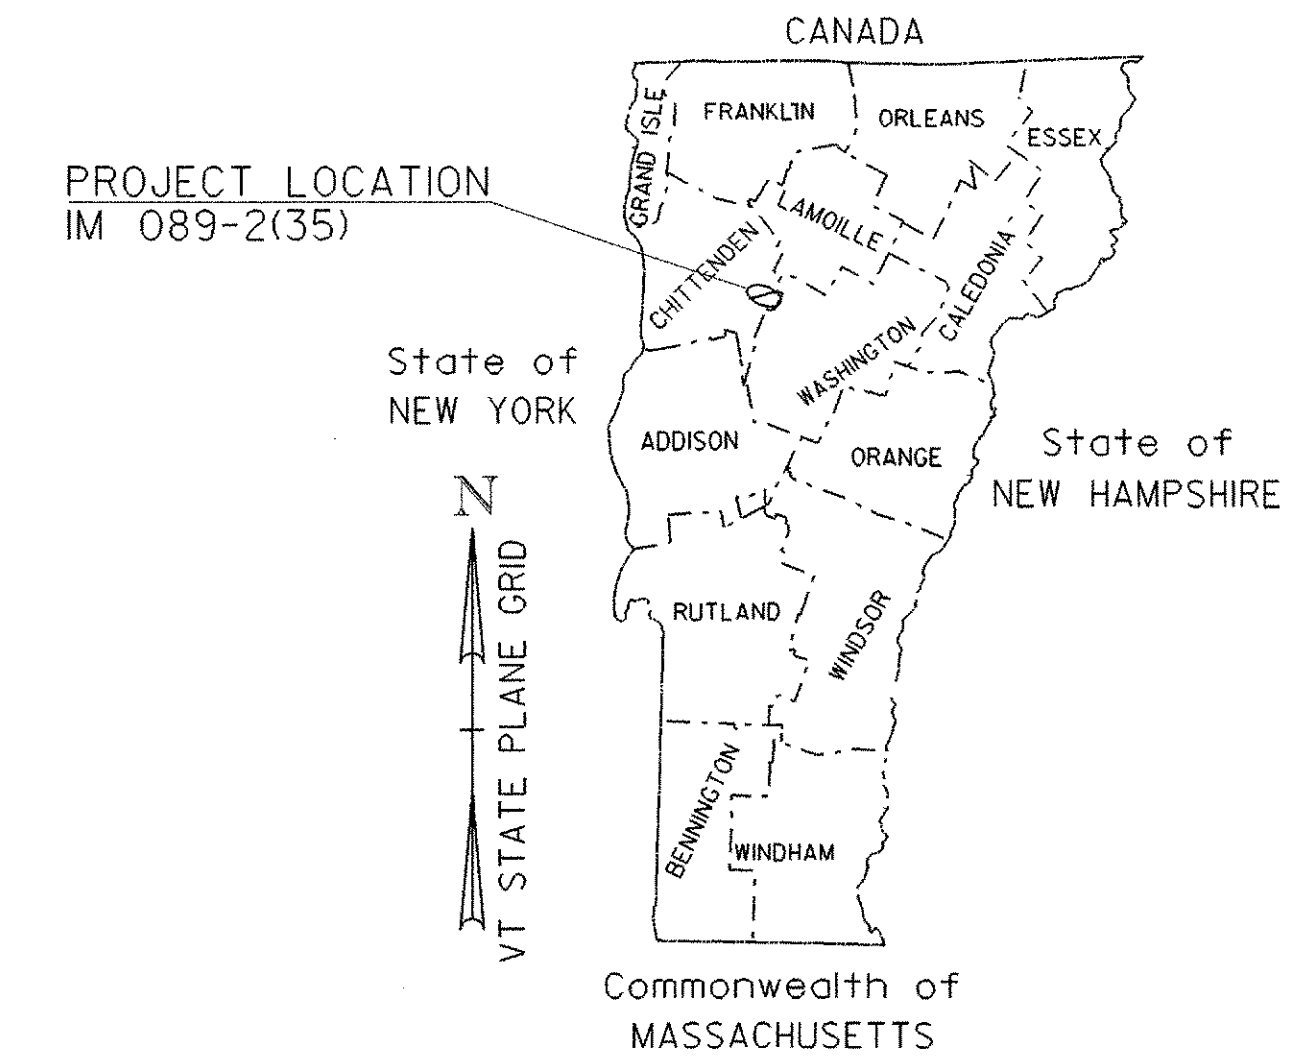 CANADA
GRAND ISLE
FRANKLIN
ORLEANS
ESSEX
PROJECT LOCATION
IM 089-2(35)
LAMOILLE
CHITTENDEN
CALEDONIA
WASHINGTON
State of
NEW YORK
ADDISON
ORANGE
State of
NEW HAMPSHIRE
N
VT STATE PLANE GRID
RUTLAND
WINDSOR
BENNINGTON
WINDHAM
Commonwealth of
MASSACHUSETTS